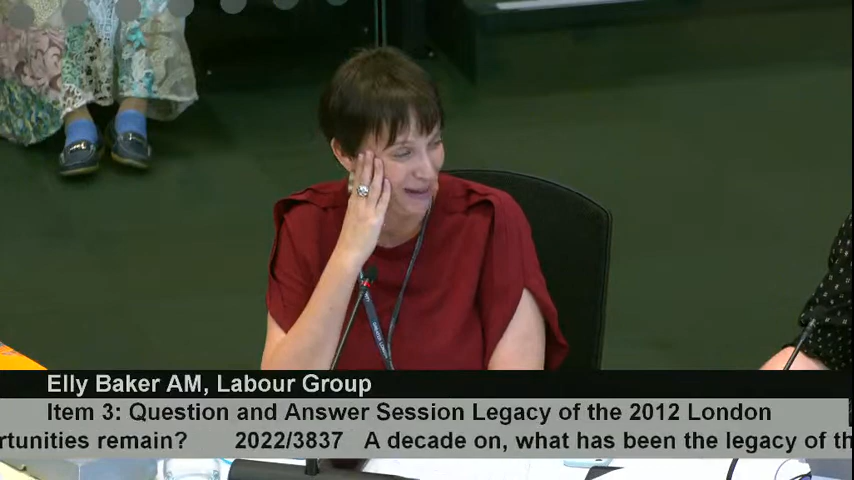 Elly Baker AM, Labour Group
Item 3: Question and Answer Session Legacy of the 2012 London
rtunities remain? 2022/3837 A decade on, what has been the legacy of th